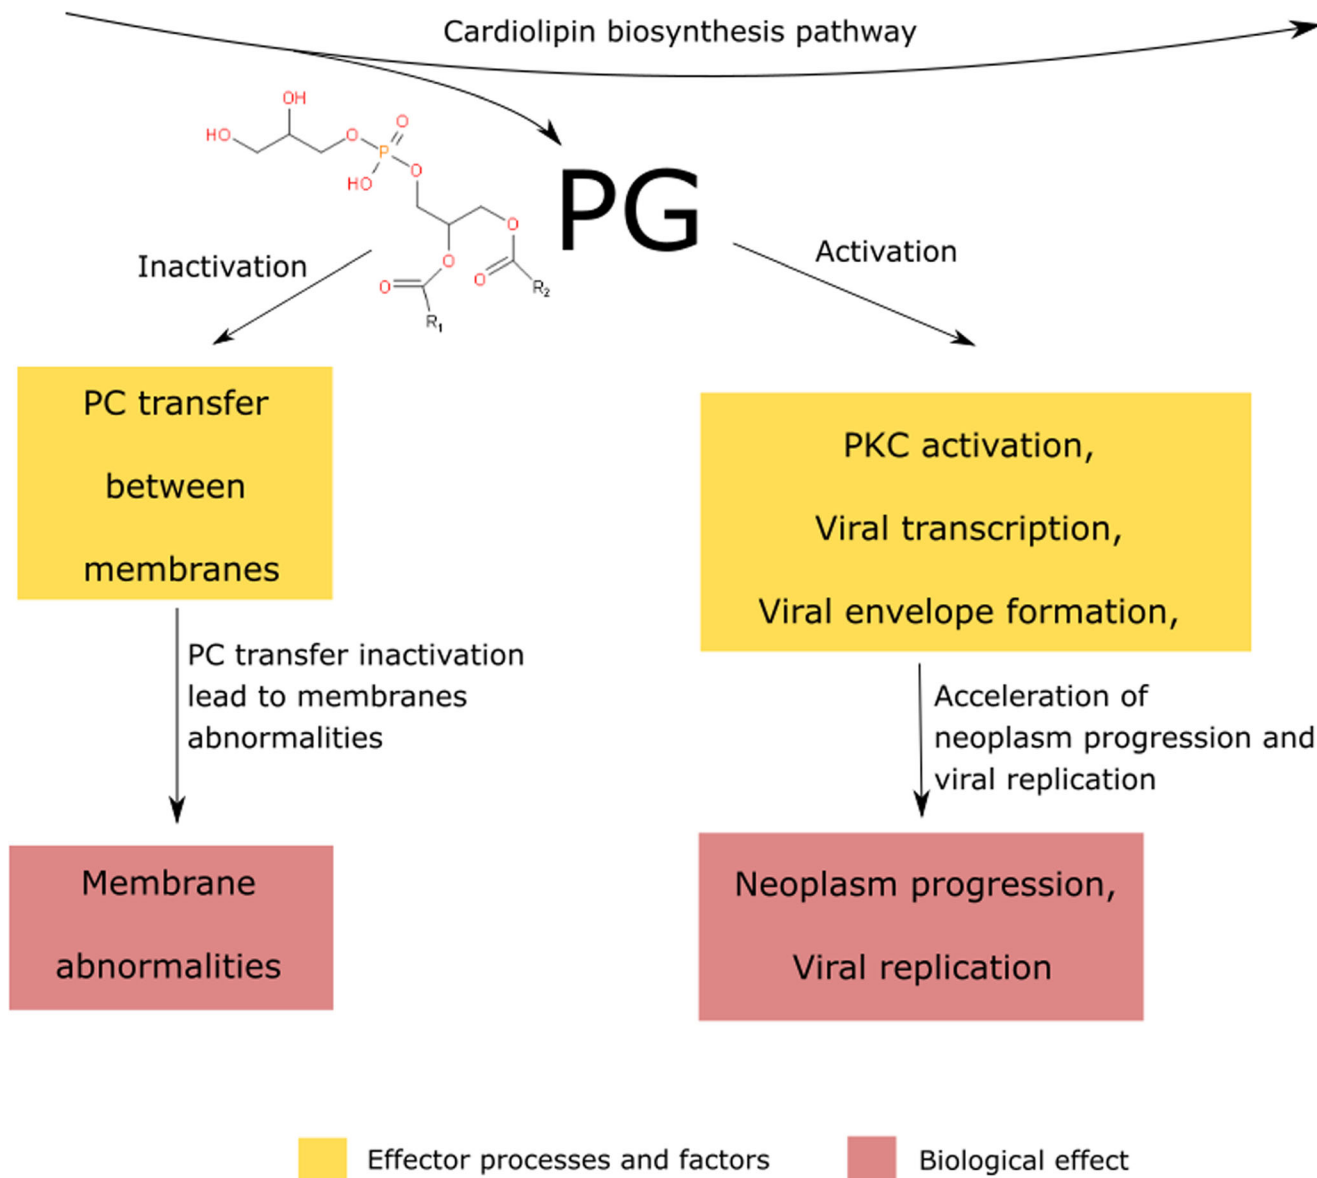 Cardiolipin biosynthesis pathway
OH
HO
O
O
P
HO
O
PG
O
O
O
O
R1
R2
Inactivation
Activation
PC transfer
between
membranes
PKC activation,
Viral transcription,
Viral envelope formation,
PC transfer inactivation
lead to membranes
abnormalities
Acceleration of
neoplasm progression and
viral replication
Membrane
abnormalities
Neoplasm progression,
Viral replication
Effector processes and factors
Biological effect